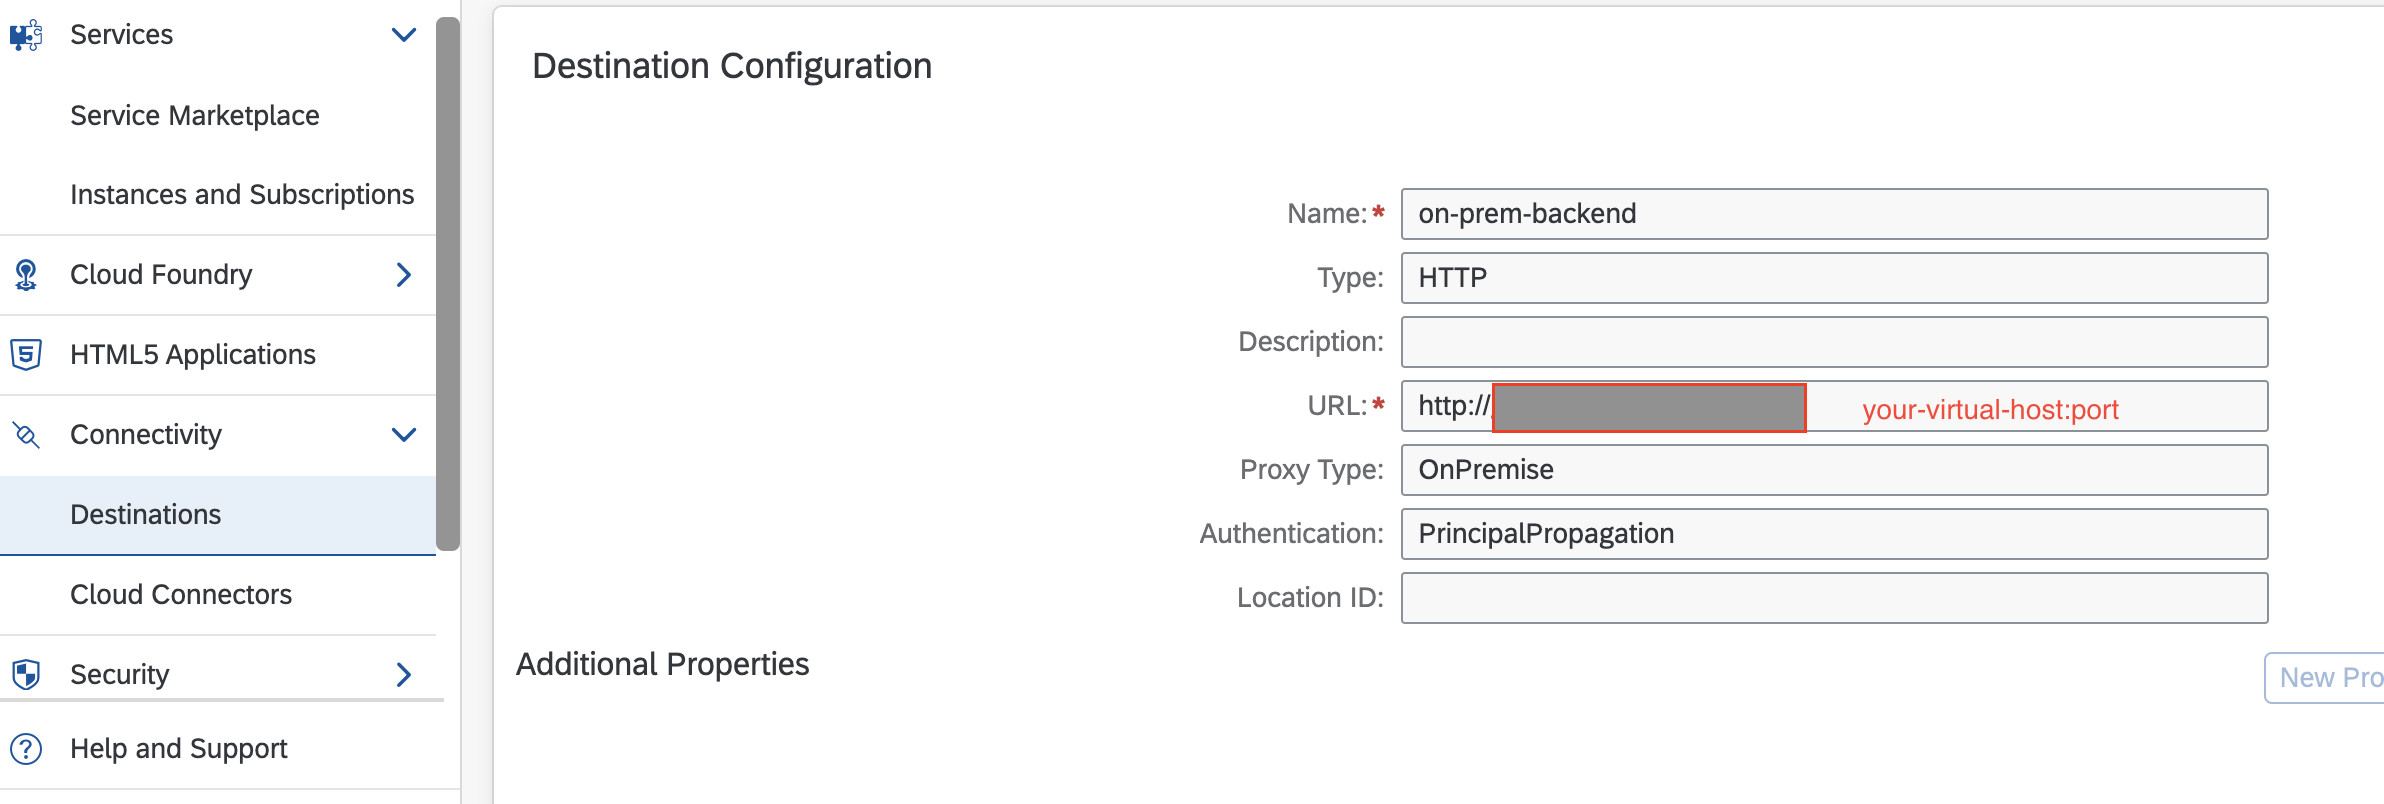 Services
Service Marketplace
Instances and Subscriptions
Cloud Foundry
HTML5 Applications
Connectivity
Destinations
Cloud Connectors
Security
Help and Support
Destination Configuration
Name:* on-prem-backend
Type: HTTP
Description:
URL:* http:// your-virtual-host:port
Proxy Type: OnPremise
Authentication: PrincipalPropagation
Location ID:
Additional Properties
New Pro